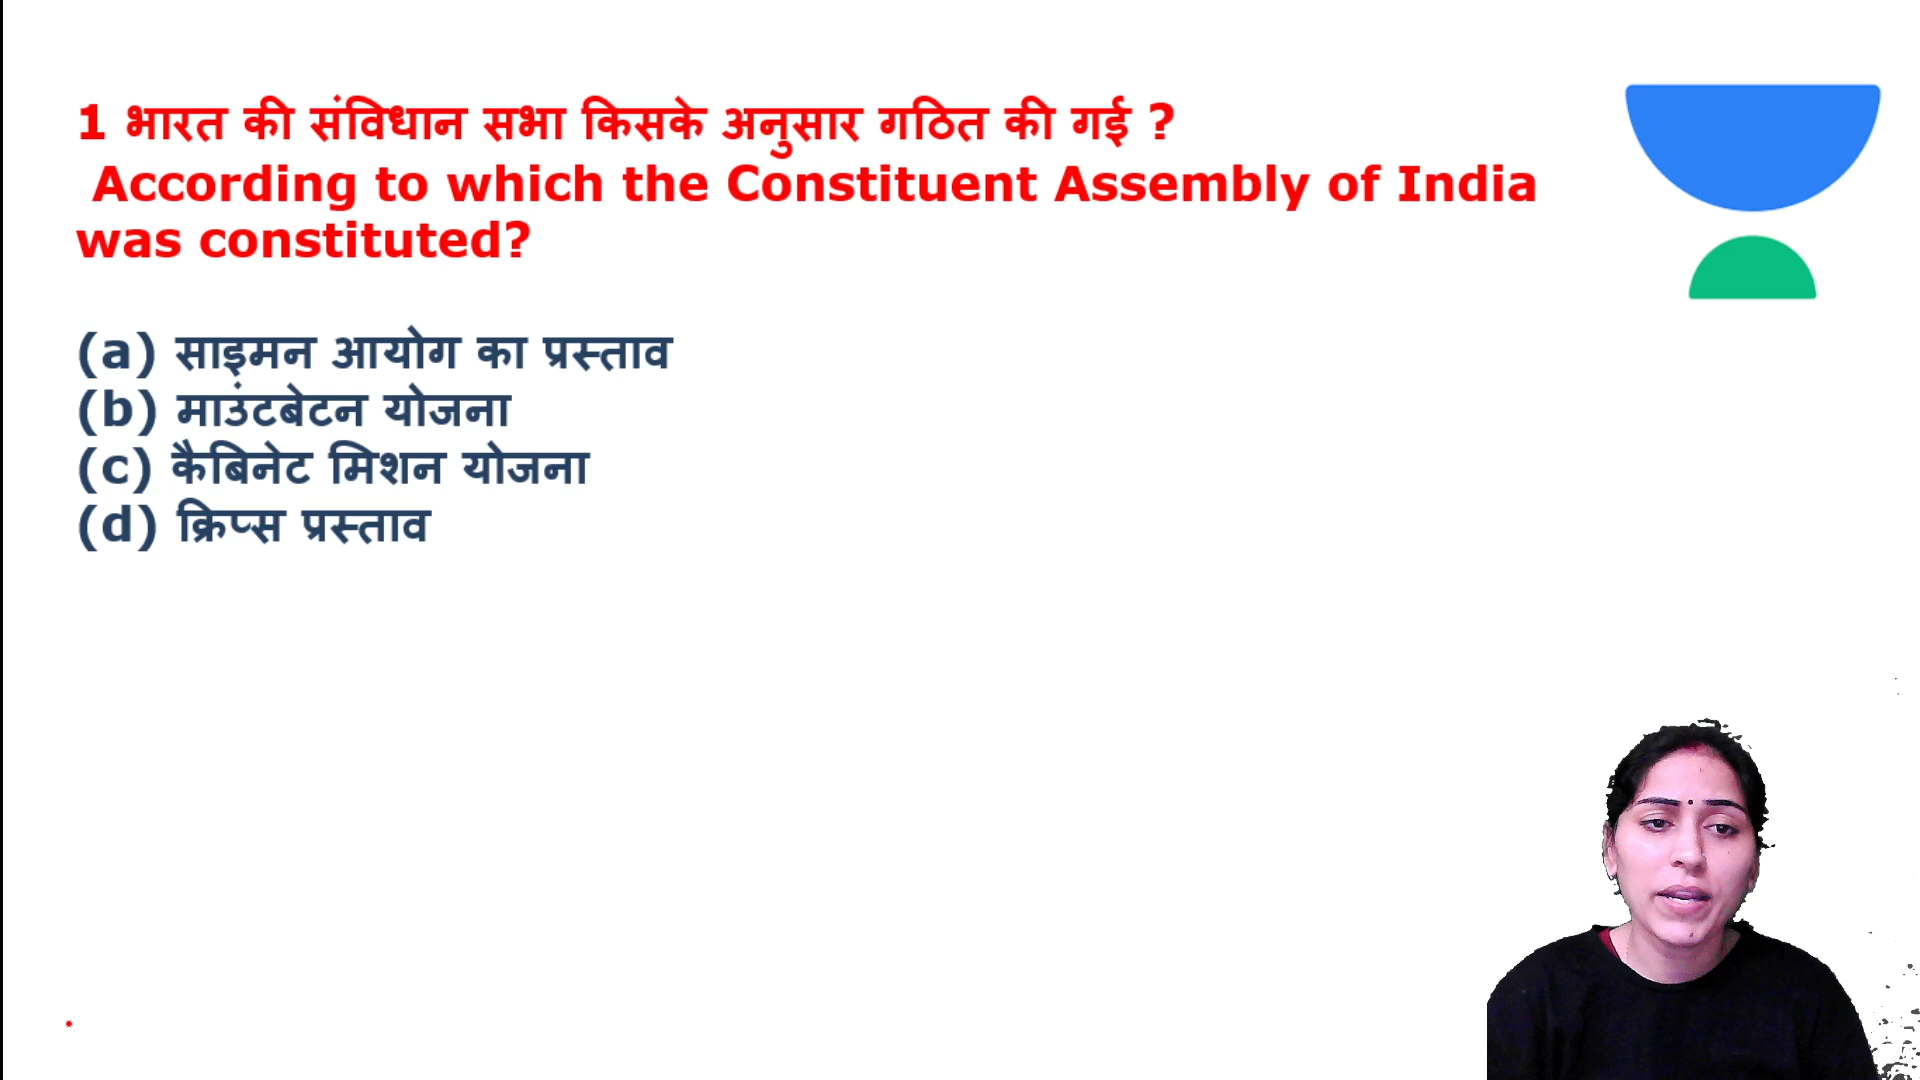 1 भारत की संविधान सभा किसके अनुसार गठित की गई ?
According to which the Constituent Assembly of India
was constituted?
(a) साइमन आयोग का प्रस्ताव
(b) माउंटबेटन योजना
(c) कैबिनेट मिशन योजना
(d) क्रिप्स प्रस्ताव